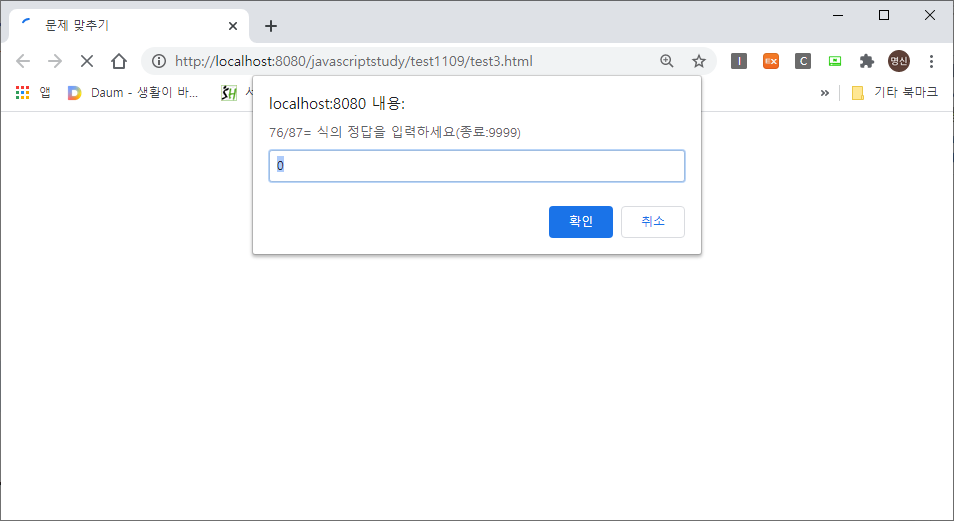 문제 맞추기
http://localhost:8080/javascriptstudy/test1109/test3.html
명신
앱
Daum - 생활이 바...
기타 북마크
localhost:8080 내용:
76/87= 식의 정답을 입력하세요(종료:9999)
0
확인
취소